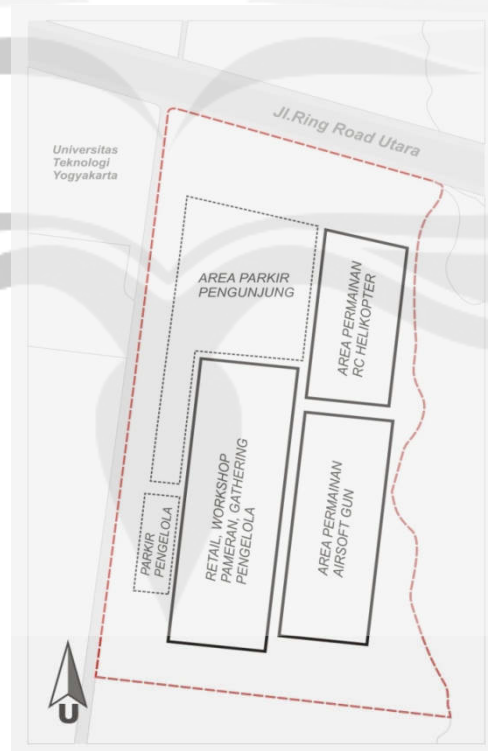 Jl.Ring Road Utara
Universitas
Teknologi
Yogyakarta
AREA PARKIR
PENGUNJUNG
AREA PERMAINAN
RC HELIKOPTER
RETAIL, WORKSHOP
PAMERAN, GATHERING
PENGELOLA
AREA PERMAINAN
AIRSOFT GUN
PARKIR
PENGELOLA
U